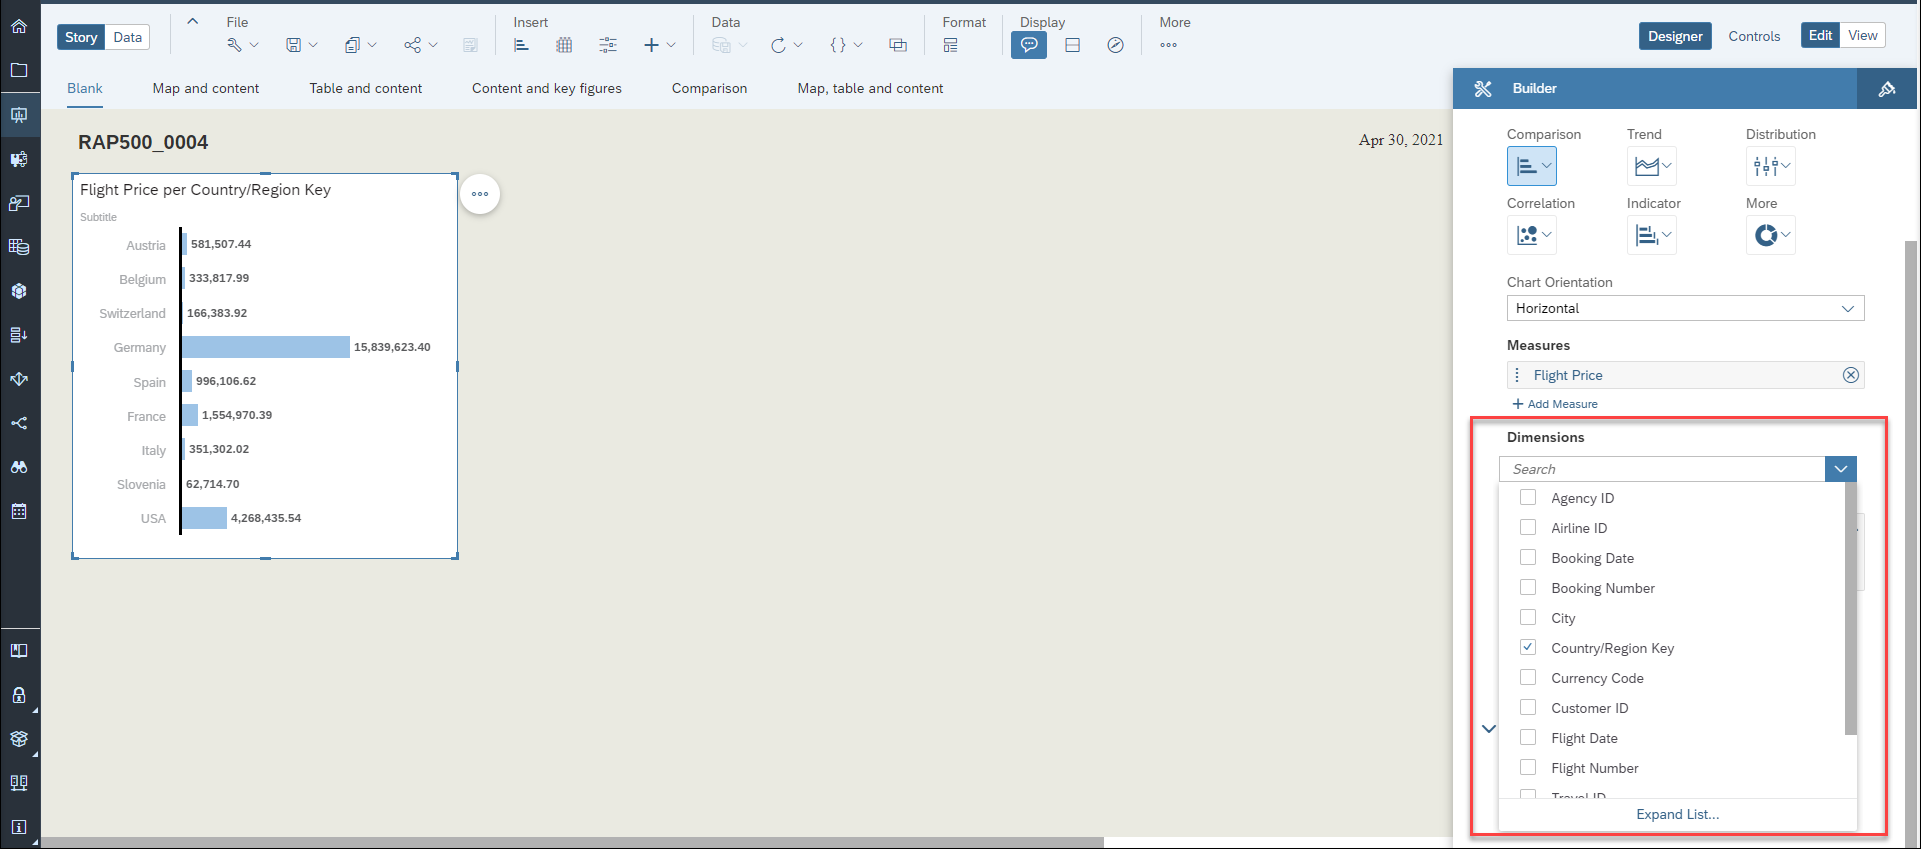 File
Insert
Data
Format
Display
More
Story
Data
Designer
Controls
Edit
View
Blank
Map and content
Table and content
Content and key figures
Comparison
Map, table and content
RAP500_0004
Apr 30, 2021
Flight Price per Country/Region Key
Subtitle
Austria 581,507.44
Belgium 333,817.99
Switzerland 166,383.92
Germany 15,839,623.40
Spain 996,106.62
France 1,554,970.39
Italy 351,302.02
Slovenia 62,714.70
USA 4,268,435.54
Builder
Comparison
Trend
Distribution
Correlation
Indicator
More
Chart Orientation
Horizontal
Measures
Flight Price
+ Add Measure
Dimensions
Search
Agency ID
Airline ID
Booking Date
Booking Number
City
Country/Region Key
Currency Code
Customer ID
Flight Date
Flight Number
Travel ID
Expand List...